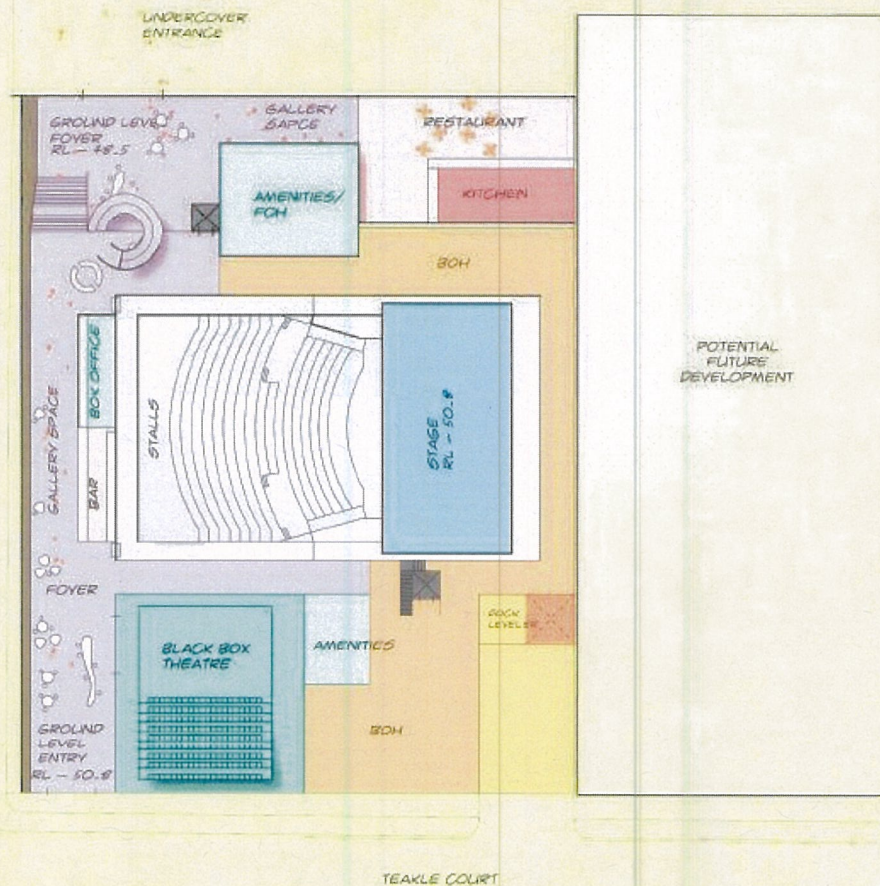 UNDERCOVER
ENTRANCE
GROUND LEVEL
FOYER
RL – 48.5
GALLERY
SAPCE
RESTAURANT
AMENITIES/
FOH
KITCHEN
BOH
BOX OFFICE
STALLS
STAGE
RL – 50.8
GALLERY SPACE
BAR
POTENTIAL
FUTURE
DEVELOPMENT
FOYER
BLACK BOX
THEATRE
AMENITIES
DOCK
LEVELER
GROUND
LEVEL
ENTRY
RL – 50.8
BOH
TEAKLE COURT